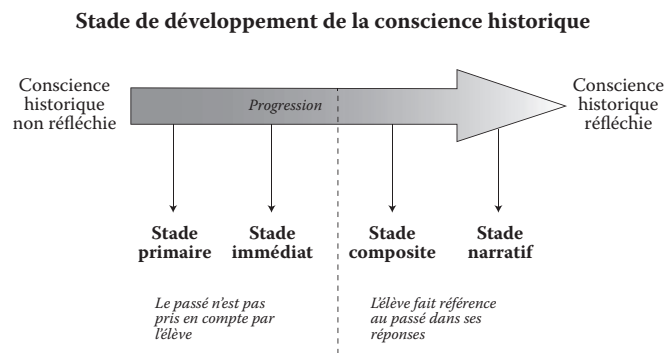 Stade de développement de la conscience historique
Conscience
historique
non réfléchie
Progression
Conscience
historique
réfléchie
Stade
primaire
Stade
immédiat
Stade
composite
Stade
narratif
Le passé n'est pas
pris en compte par
l'élève
L'élève fait référence
au passé dans ses
réponses